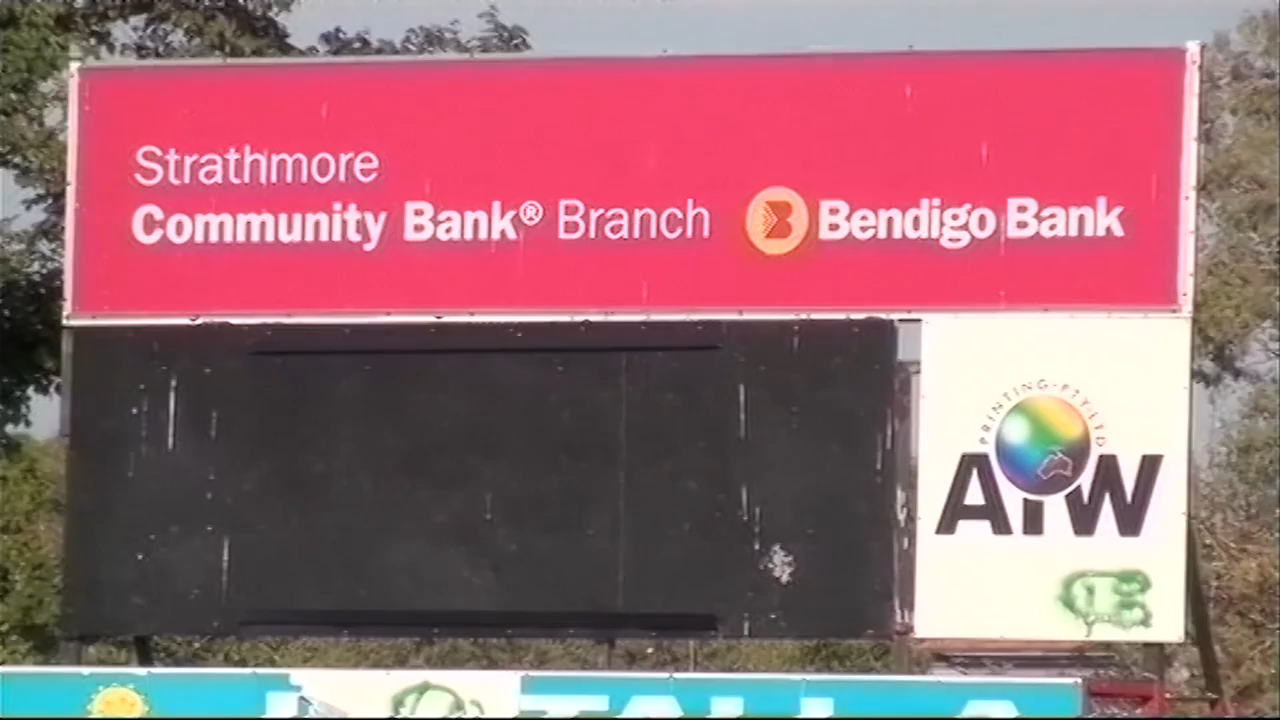 Strathmore
Community Bank® Branch
Bendigo Bank
PRINTING·PTY·LTD
AIW